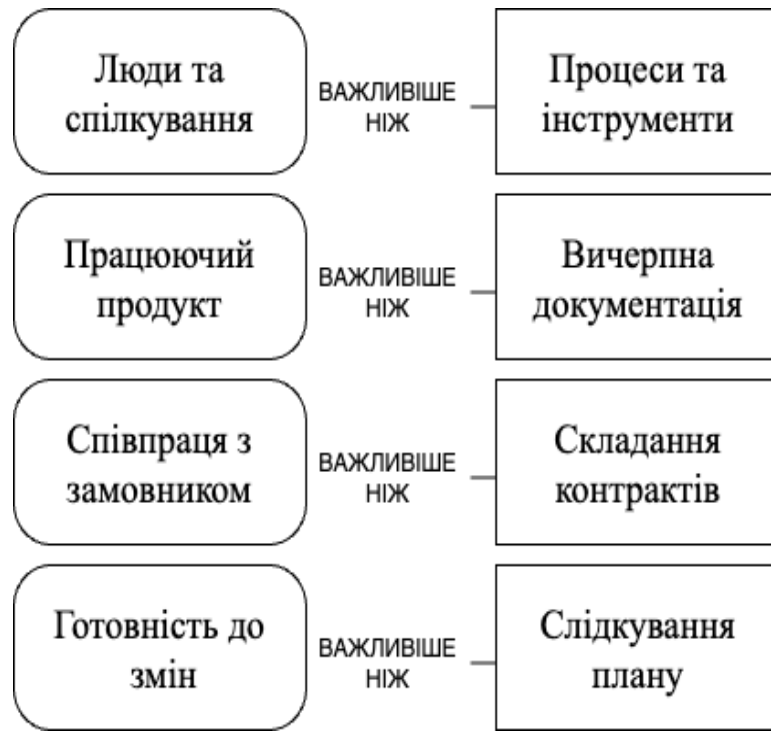 Люди та
спілкування
ВАЖЛИВІШЕ
НІЖ
Процеси та
інструменти
Працюючий
продукт
ВАЖЛИВІШЕ
НІЖ
Вичерпна
документація
Співпраця з
замовником
ВАЖЛИВІШЕ
НІЖ
Складання
контрактів
Готовність до
змін
ВАЖЛИВІШЕ
НІЖ
Слідкування
плану